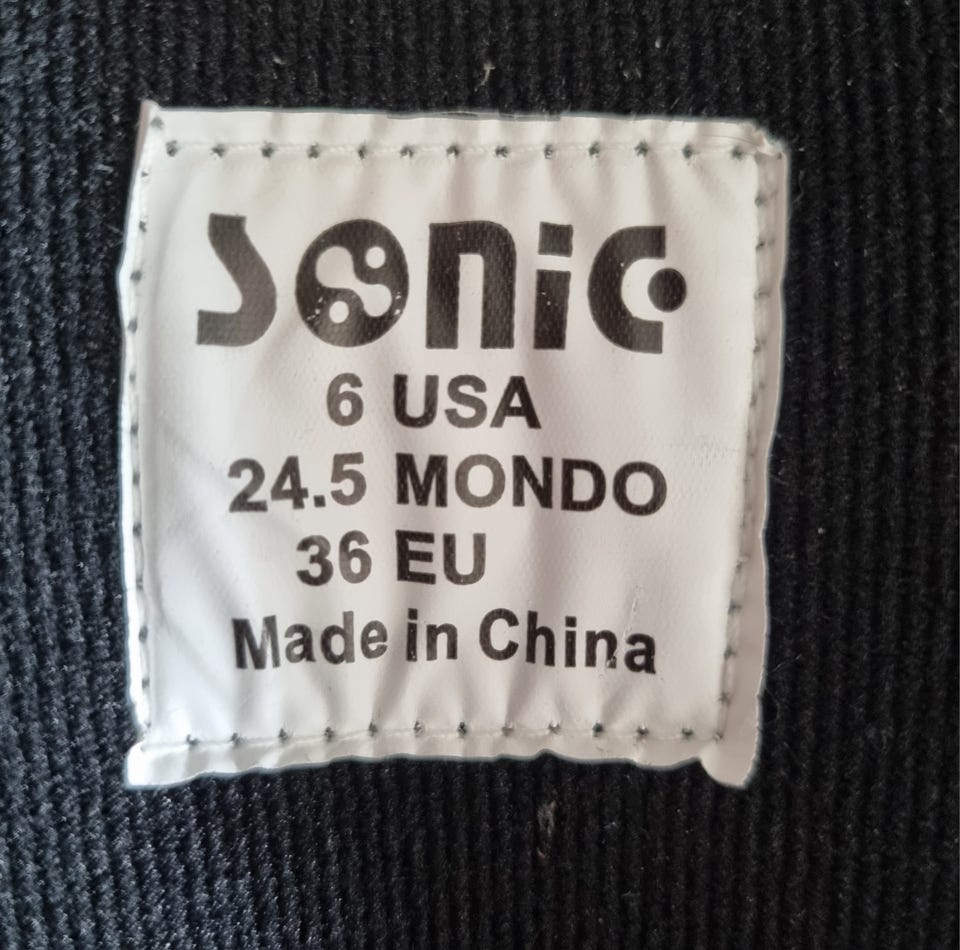 Sonic
6 USA
24.5 MONDO
36 EU
Made in China